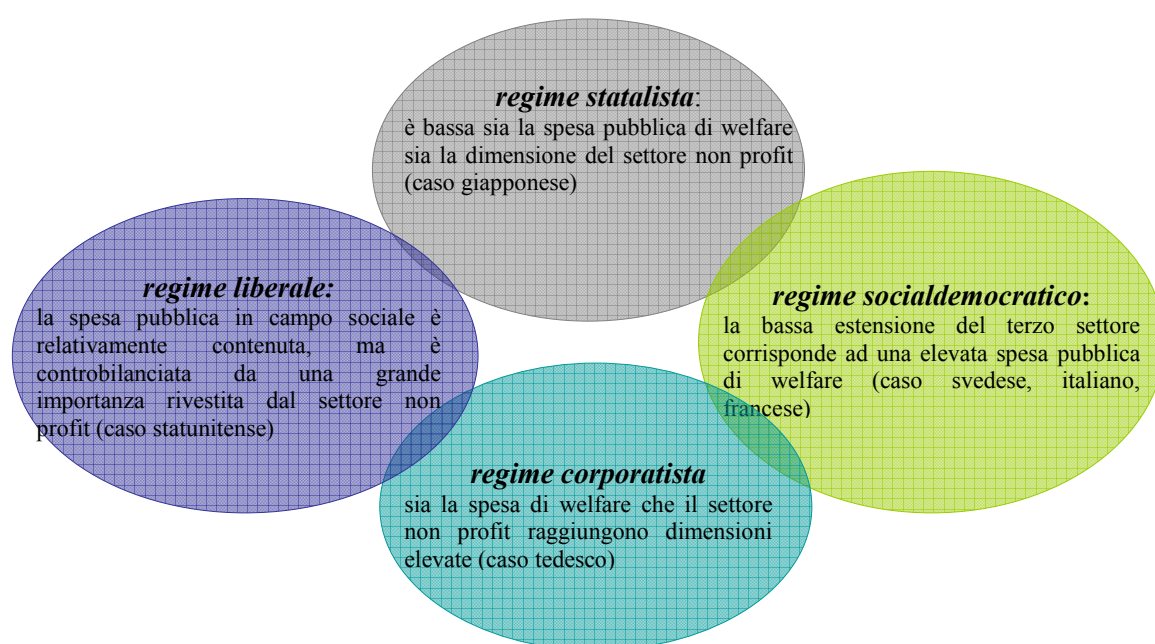 regime statalista:
è bassa sia la spesa pubblica di welfare
sia la dimensione del settore non profit
(caso giapponese)
regime liberale:
la spesa pubblica in campo sociale è
relativamente contenuta, ma è
controbilanciata da una grande
importanza rivestita dal settore non
profit (caso statunitense)
regime socialdemocratico:
la bassa estensione del terzo settore
corrisponde ad una elevata spesa pubblica
di welfare (caso svedese, italiano,
francese)
regime corporatista
sia la spesa di welfare che il settore
non profit raggiungono dimensioni
elevate (caso tedesco)